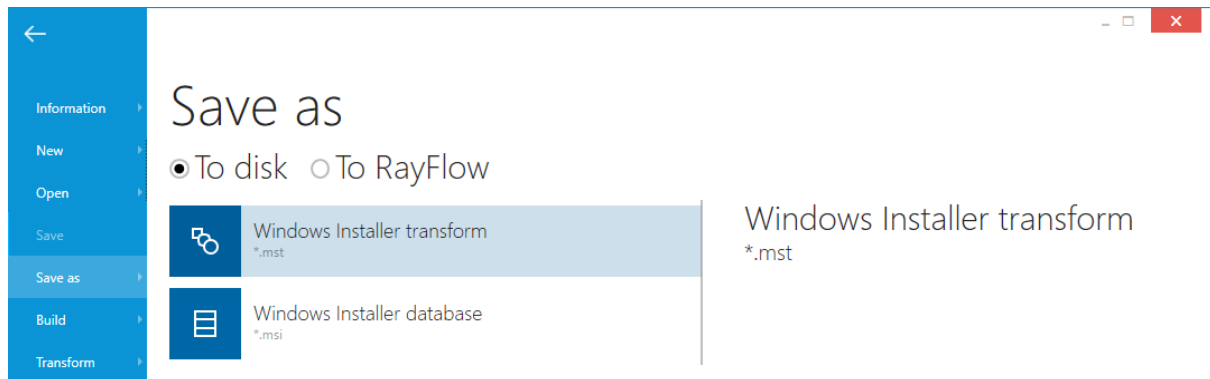 Information
New
Open
Save
Save as
Build
Transform
Save as
To disk To RayFlow
Windows Installer transform
*.mst
Windows Installer database
*.msi
Windows Installer transform
*.mst